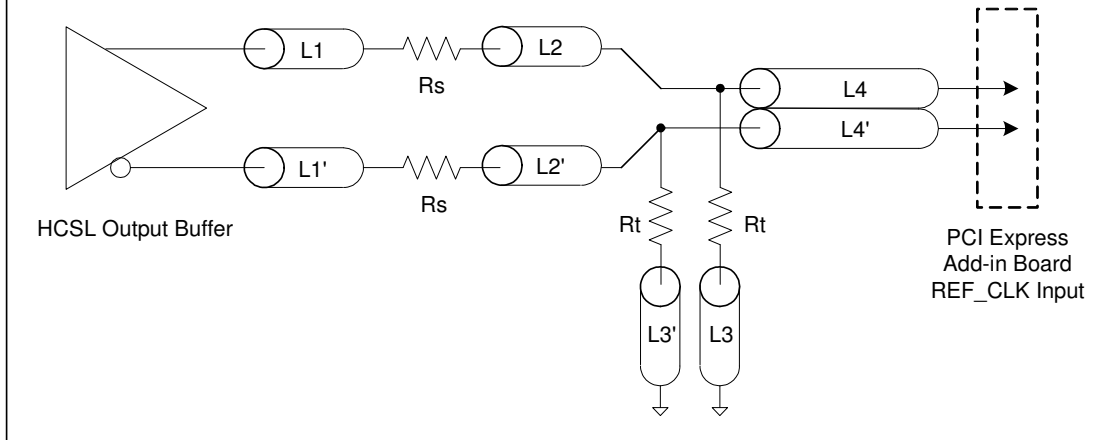 L1
Rs
L2
L4
L4'
L1'
Rs
L2'
HCSL Output Buffer
Rt
Rt
L3'
L3
PCI Express
Add-in Board
REF_CLK Input